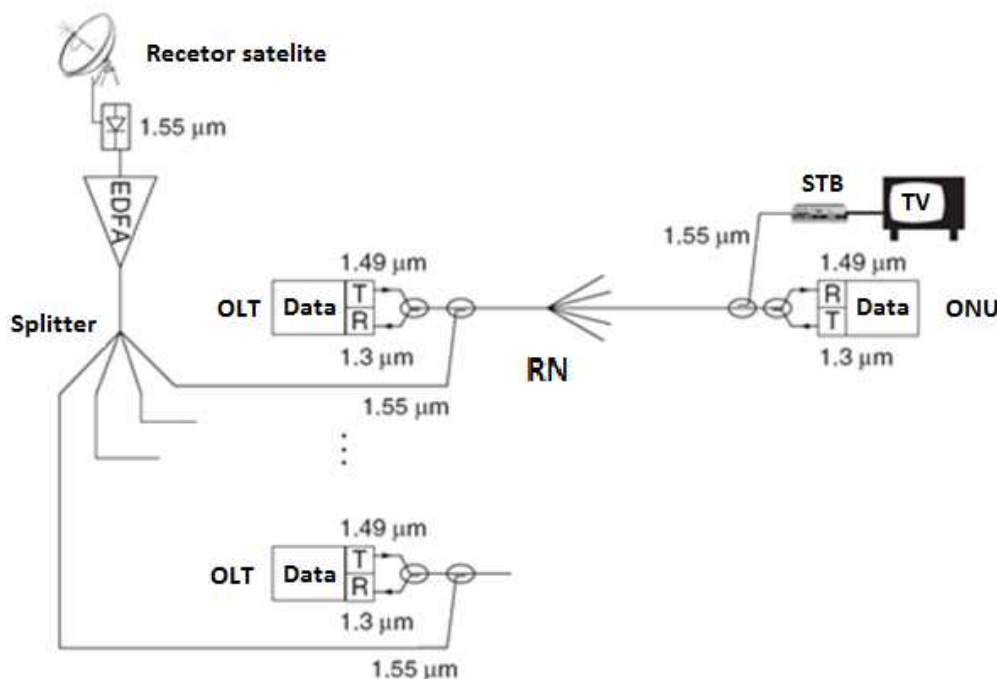 Recetor satelite
1.55 μm
EDFA
Splitter
1.49 μm
OLT
Data
T
R
1.3 μm
1.55 μm
RN
STB
TV
1.55 μm
1.49 μm
R
T
Data
ONU
1.3 μm
1.49 μm
OLT
Data
T
R
1.3 μm
1.55 μm